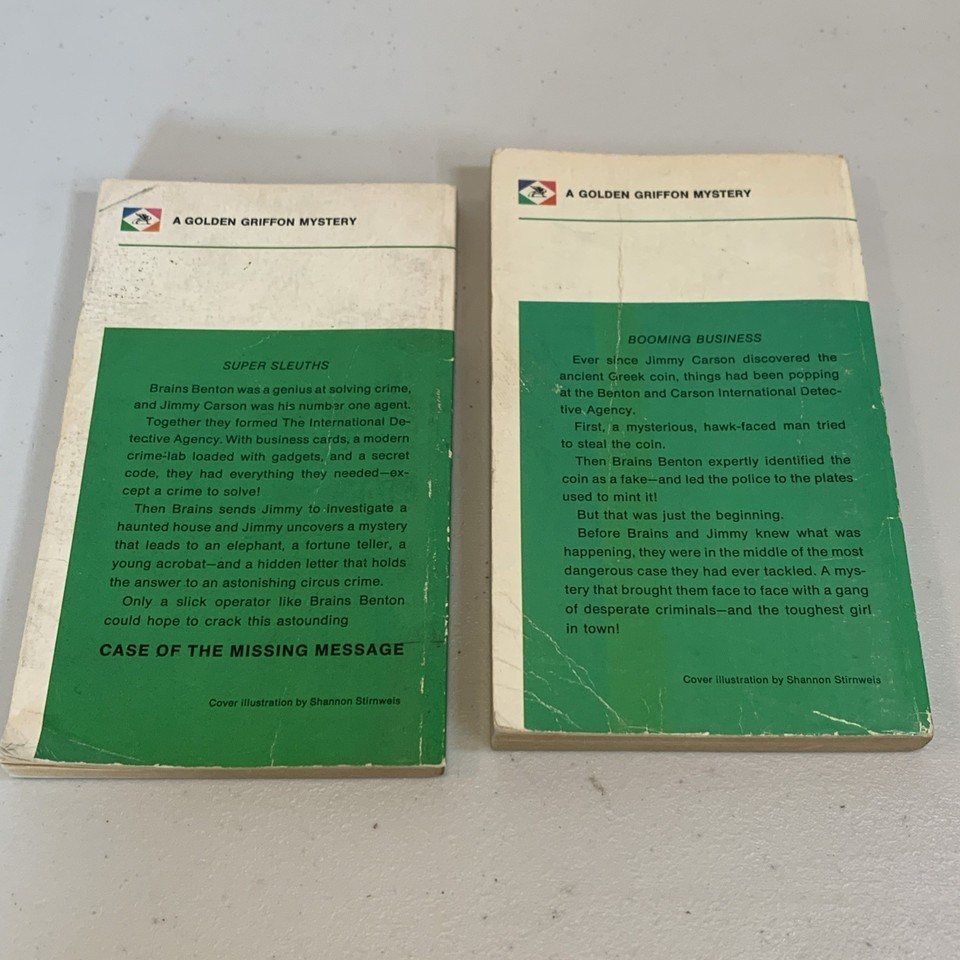 A GOLDEN GRIFFON MYSTERY
SUPER SLEUTHS
Brains Benton was a genius at solving crime,
and Jimmy Carson was his number one agent.
Together they formed The International De-
tective Agency. With business cards, a modern
crime-lab loaded with gadgets, and a secret
code, they had everything they needed—ex-
cept a crime to solve!
Then Brains sends Jimmy to investigate a
haunted house and Jimmy uncovers a mystery
that leads to an elephant, a fortune teller, a
young acrobat—and a hidden letter that holds
the answer to an astonishing circus crime.
Only a slick operator like Brains Benton
could hope to crack this astounding
CASE OF THE MISSING MESSAGE
Cover illustration by Shannon Stirnweis
A GOLDEN GRIFFON MYSTERY
BOOMING BUSINESS
Ever since Jimmy Carson discovered the
ancient Greek coin, things had been popping
at the Benton and Carson International Detec-
tive Agency.
First, a mysterious, hawk-faced man tried
to steal the coin.
Then Brains Benton expertly identified the
coin as a fake—and led the police to the plates
used to mint it!
But that was just the beginning.
Before Brains and Jimmy knew what was
happening, they were in the middle of the most
dangerous case they had ever tackled. A mys-
tery that brought them face to face with a gang
of desperate criminals—and the toughest girl
in town!
Cover illustration by Shannon Stirnweis